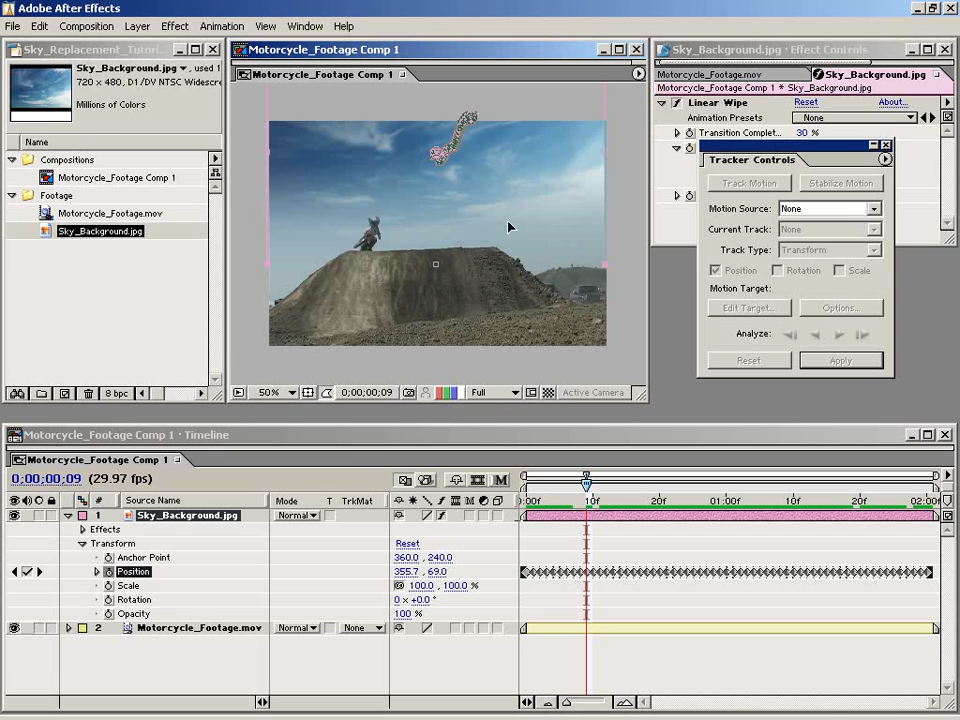 Adobe After Effects
File Edit Composition Layer Effect Animation View Window Help
Sky_Replacement_Tutori...
Sky_Background.jpg ▾, used 1
720 x 480, D1/DV NTSC Widescre
Millions of Colors
Name
Compositions
Motorcycle_Footage Comp 1
Footage
Motorcycle_Footage.mov
Sky_Background.jpg
8 bpc
Motorcycle_Footage Comp 1
Motorcycle_Footage Comp 1
50% 0;00;00;09 Full Active Camera
Sky_Background.jpg · Effect Controls
Motorcycle_Footage.mov Sky_Background.jpg
Motorcycle_Footage Comp 1 * Sky_Background.jpg
Linear Wipe Reset About...
Animation Presets None
Transition Complet... 30 %
Tracker Controls
Track Motion Stabilize Motion
Motion Source: None
Current Track: None
Track Type: Transform
Position Rotation Scale
Motion Target:
Edit Target... Options...
Analyze:
Reset Apply
Motorcycle_Footage Comp 1 · Timeline
Motorcycle_Footage Comp 1
0;00;00;09 (29.97 fps)
# Source Name Mode T TrkMat
:00f 10f 20f 01:00f 10f 20f 02:00f
1 Sky_Background.jpg Normal
Effects
Transform Reset
Anchor Point 360.0 , 240.0
Position 355.7 , 69.0
Scale 100.0 , 100.0 %
Rotation 0 x +0.0 °
Opacity 100 %
2 Motorcycle_Footage.mov Normal None